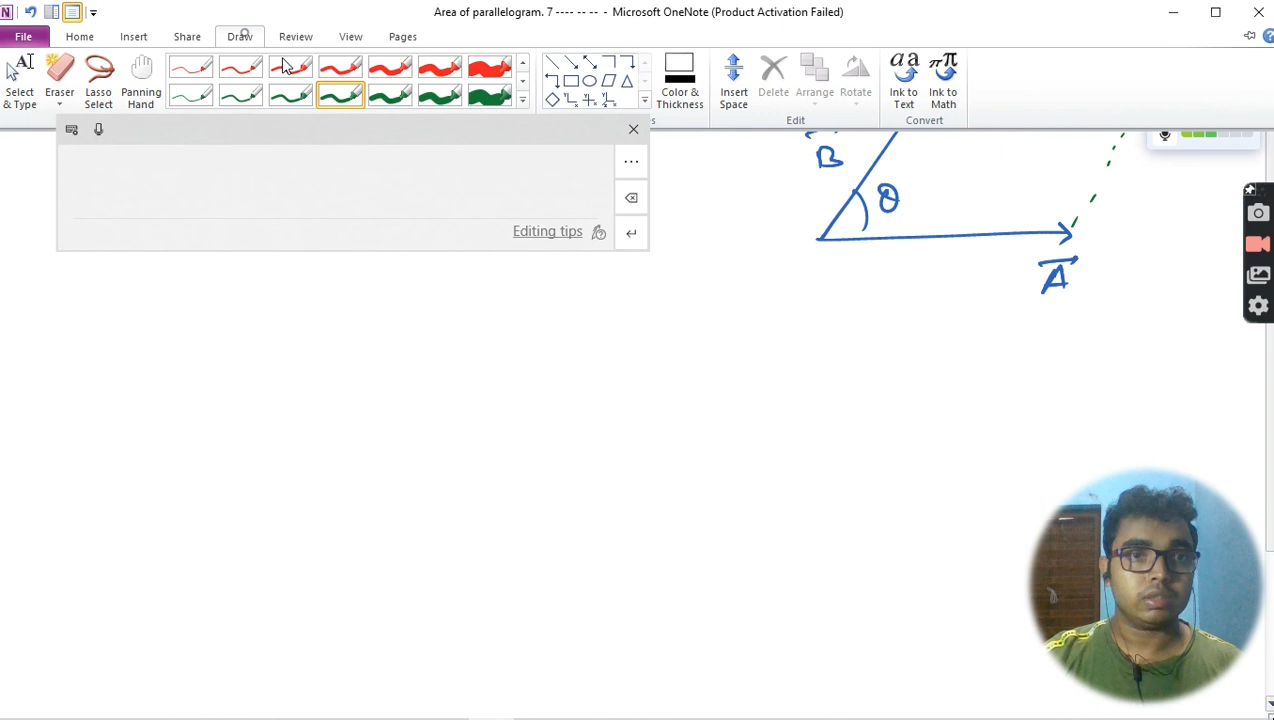 Area of parallelogram. 7 ---- -- -- - Microsoft OneNote (Product Activation Failed)
File Home Insert Share Draw Review View Pages
Select & Type
Eraser
Lasso Select
Panning Hand
Color & Thickness
Insert Space
Delete
Arrange
Rotate
Ink to Text
Ink to Math
Edit
Convert
Editing tips
B
θ
A